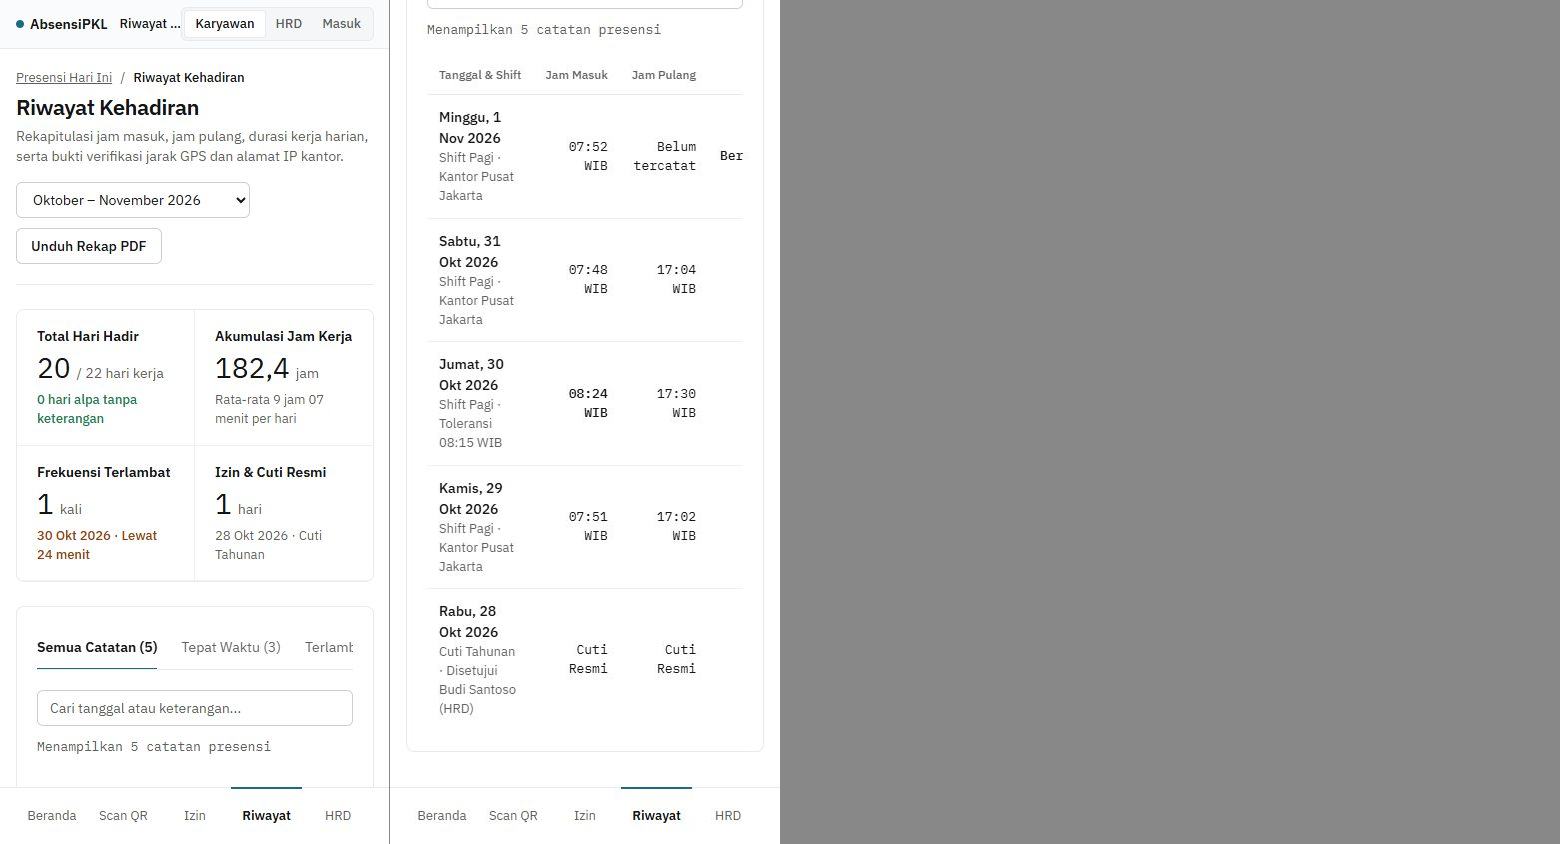 AbsensiPKL Riwayat ... Karyawan HRD Masuk
Presensi Hari Ini / Riwayat Kehadiran
Riwayat Kehadiran
Rekapitulasi jam masuk, jam pulang, durasi kerja harian,
serta bukti verifikasi jarak GPS dan alamat IP kantor.
Oktober – November 2026
Unduh Rekap PDF
Total Hari Hadir
20 / 22 hari kerja
0 hari alpa tanpa
keterangan
Akumulasi Jam Kerja
182,4 jam
Rata-rata 9 jam 07
menit per hari
Frekuensi Terlambat
1 kali
30 Okt 2026 · Lewat
24 menit
Izin & Cuti Resmi
1 hari
28 Okt 2026 · Cuti
Tahunan
Semua Catatan (5) Tepat Waktu (3) Terlamb
Cari tanggal atau keterangan...
Menampilkan 5 catatan presensi
Beranda Scan QR Izin Riwayat HRD
Menampilkan 5 catatan presensi
Tanggal & Shift Jam Masuk Jam Pulang
Minggu, 1
Nov 2026
Shift Pagi ·
Kantor Pusat
Jakarta
07:52
WIB
Belum
tercatat
Ber
Sabtu, 31
Okt 2026
Shift Pagi ·
Kantor Pusat
Jakarta
07:48
WIB
17:04
WIB
Jumat, 30
Okt 2026
Shift Pagi ·
Toleransi
08:15 WIB
08:24
WIB
17:30
WIB
Kamis, 29
Okt 2026
Shift Pagi ·
Kantor Pusat
Jakarta
07:51
WIB
17:02
WIB
Rabu, 28
Okt 2026
Cuti Tahunan
· Disetujui
Budi Santoso
(HRD)
Cuti
Resmi
Cuti
Resmi
Beranda Scan QR Izin Riwayat HRD